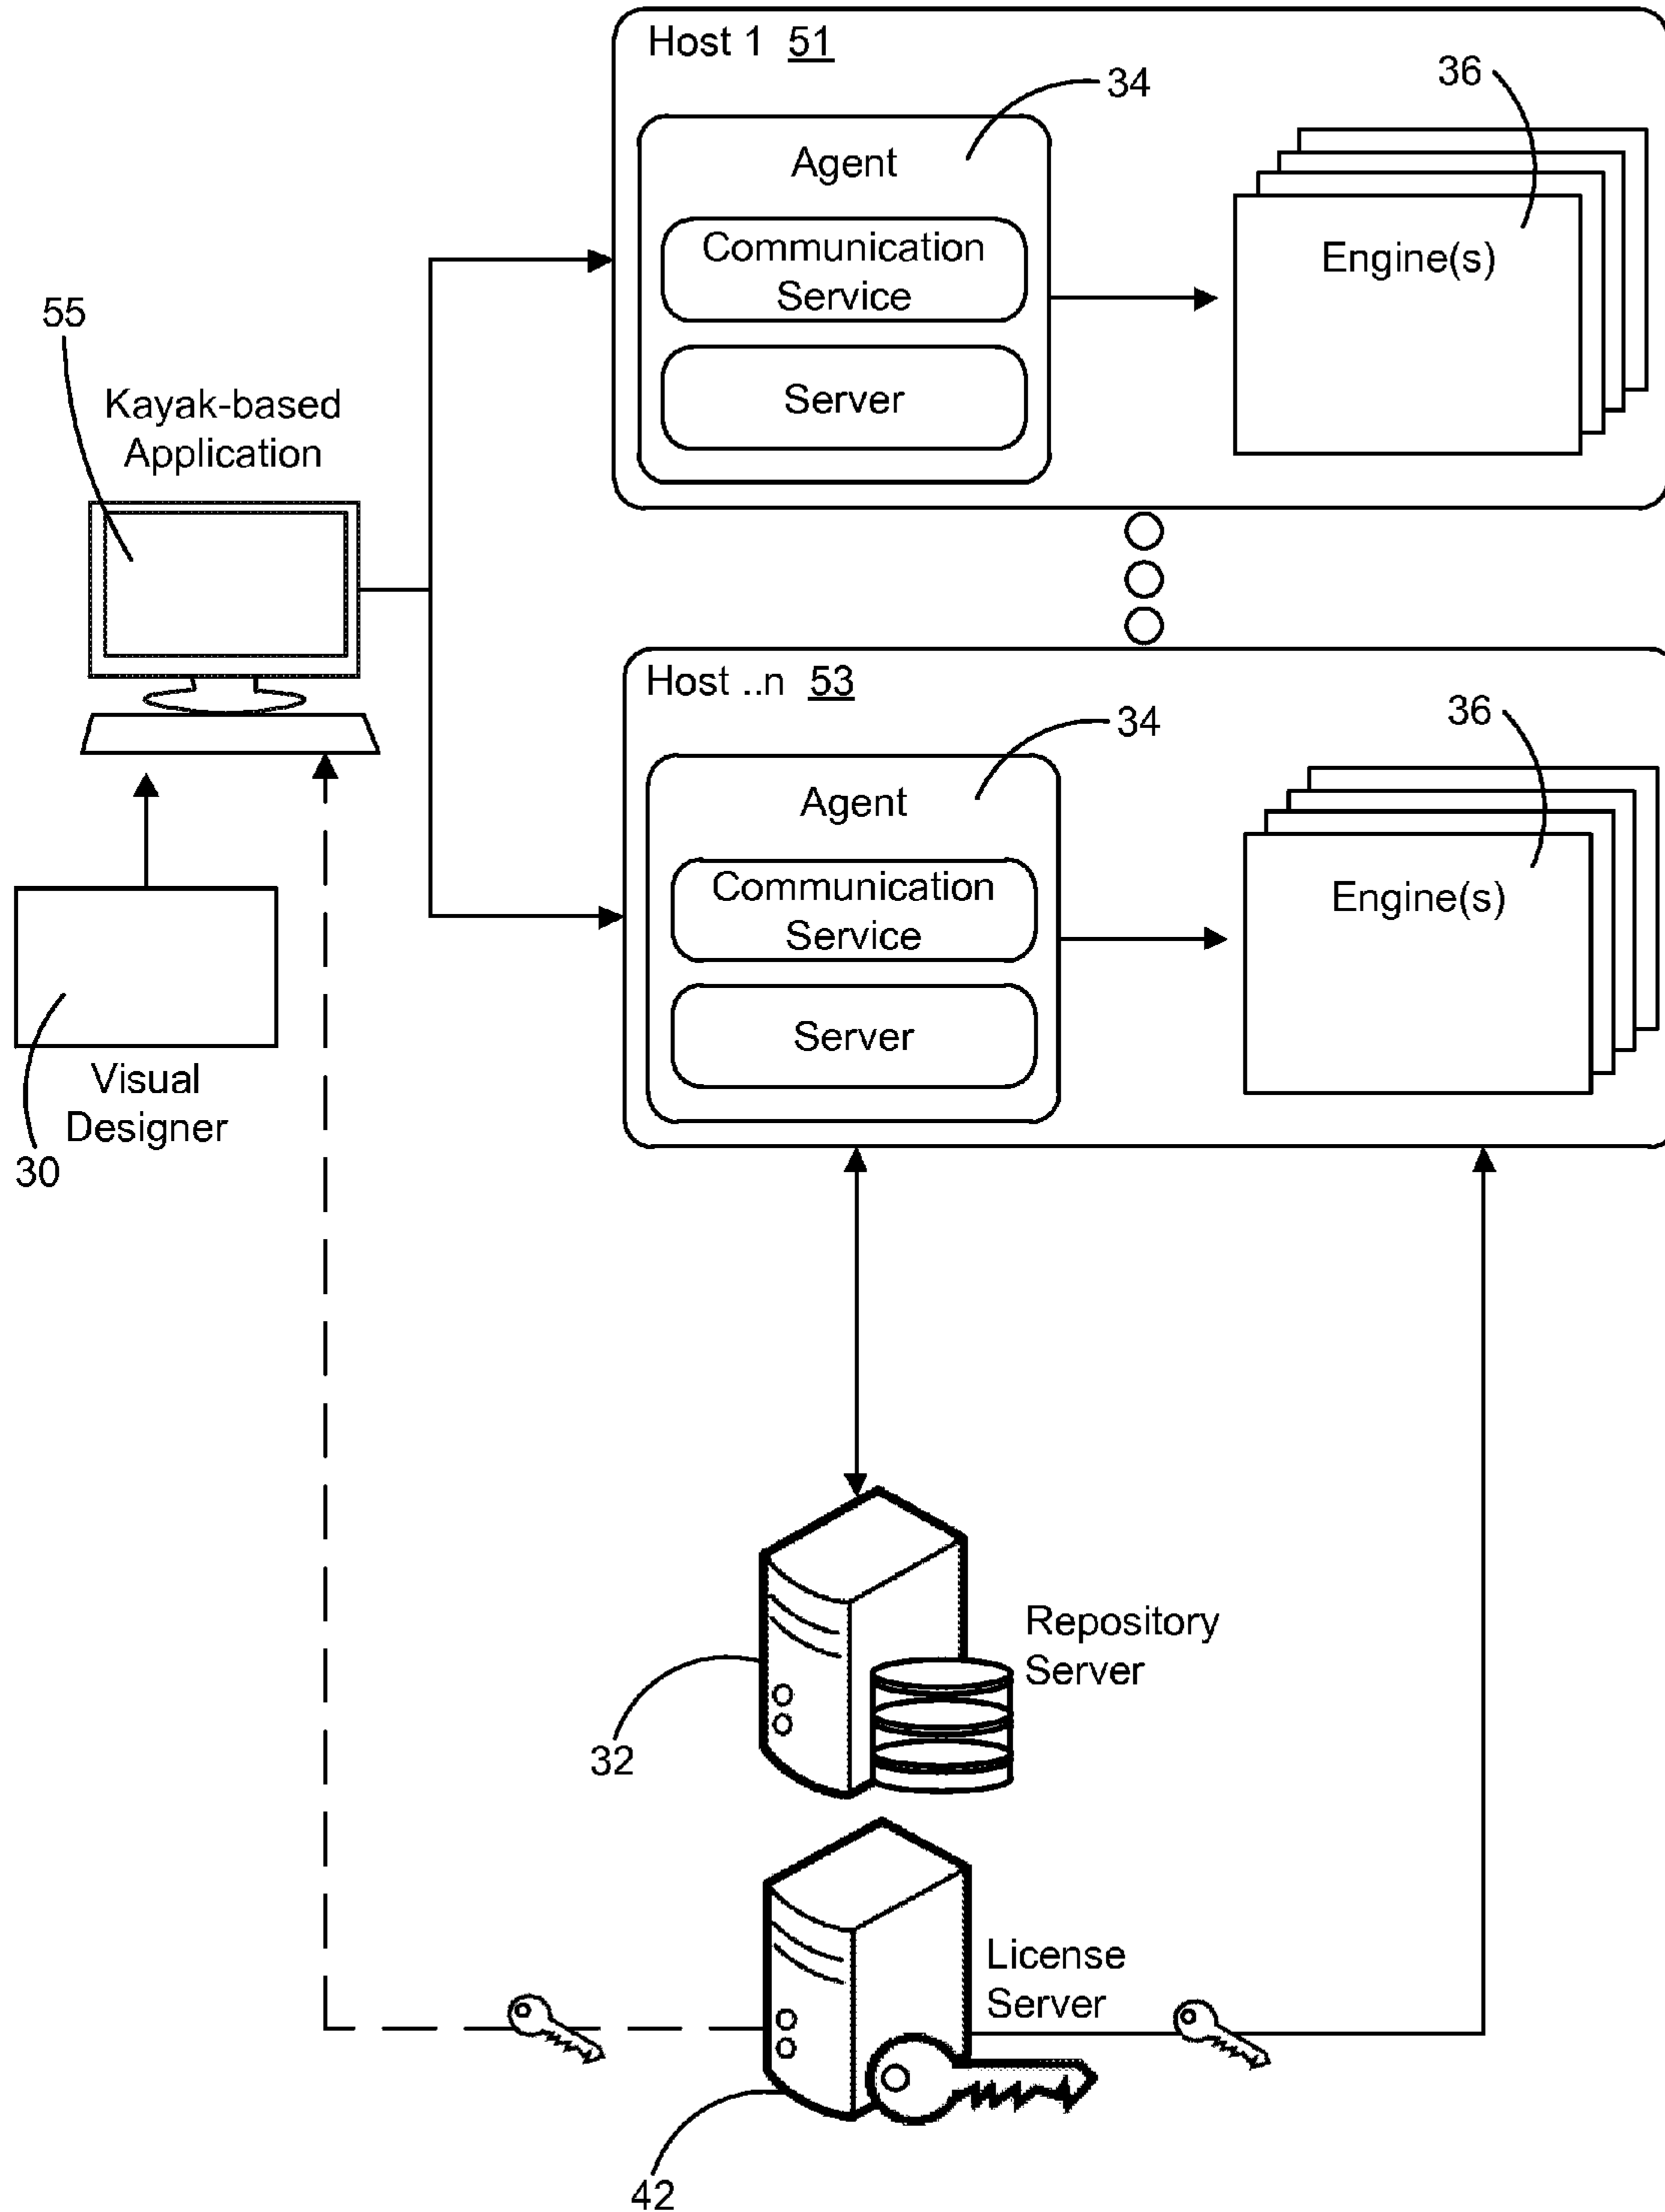 Host 1 51
34
36
Agent
Communication
Service
Engine(s)
Server
55
Kayak-based
Application
Host ..n 53
34
36
Agent
Communication
Service
Engine(s)
Server
Visual
Designer
30
Repository
Server
32
License
Server
42